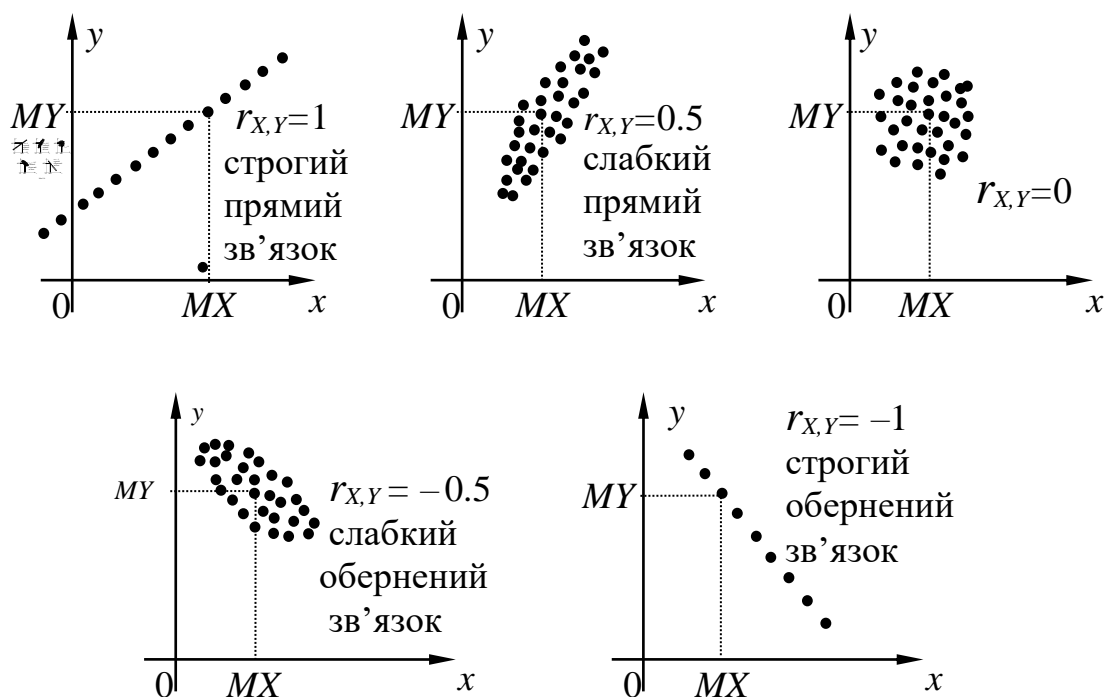 y
MY
r_{X,Y}=1
строгий
прямий
зв’язок
0
MX
x
y
MY
r_{X,Y}=0.5
слабкий
прямий
зв’язок
0
MX
x
y
MY
r_{X,Y}=0
0
MX
x
y
MY
r_{X,Y} = −0.5
слабкий
обернений
зв’язок
0
MX
x
y
MY
r_{X,Y}= −1
строгий
обернений
зв’язок
0
MX
x